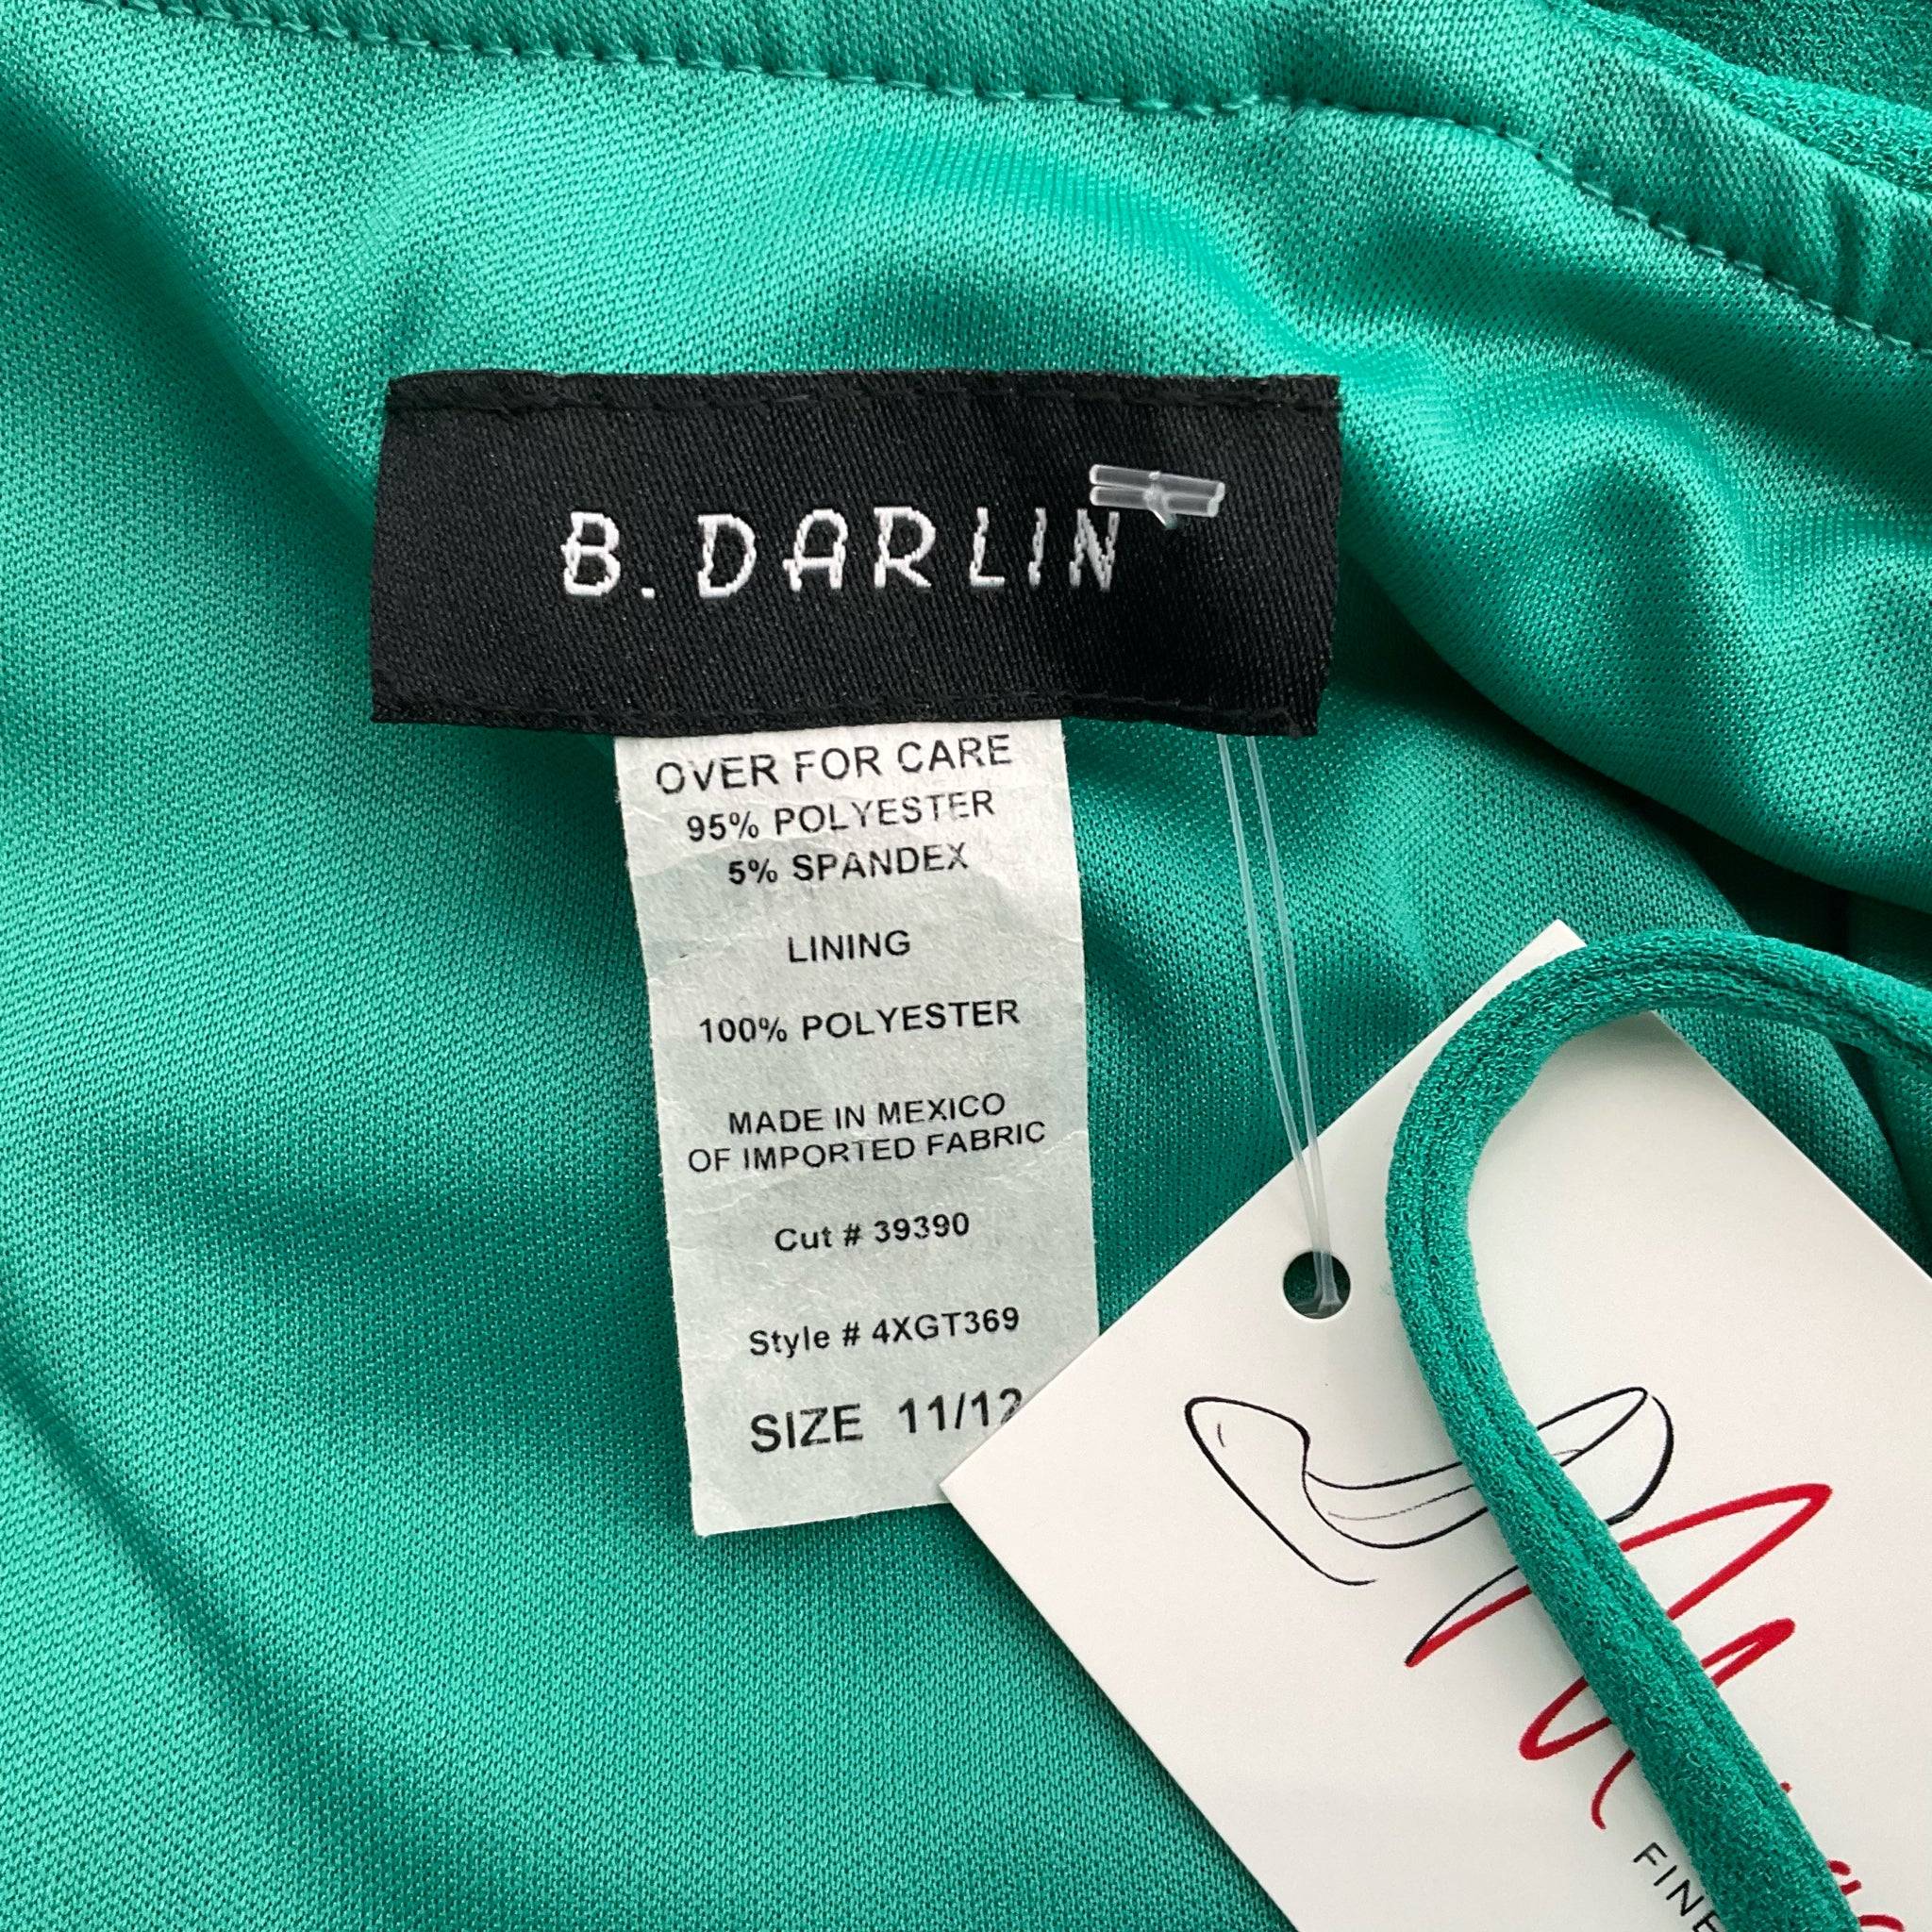 B. DARLIN
OVER FOR CARE
95% POLYESTER
5% SPANDEX
LINING
100% POLYESTER
MADE IN MEXICO
OF IMPORTED FABRIC
Cut # 39390
Style # 4XGT369
SIZE 11/12
FINE